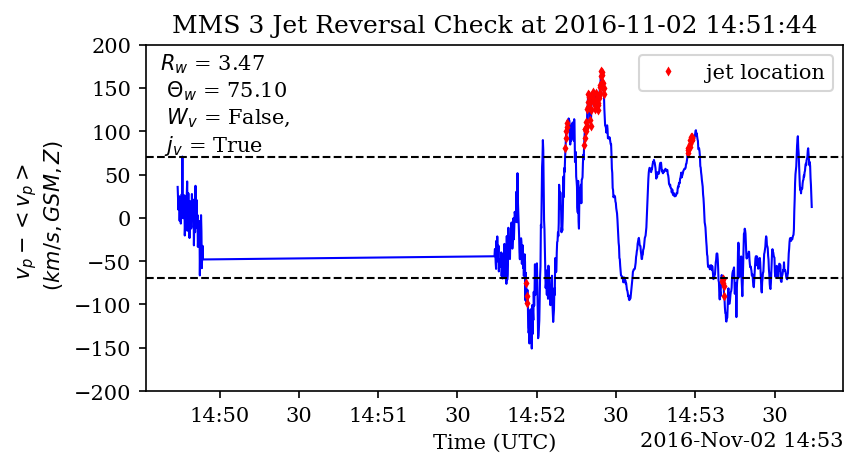 MMS 3 Jet Reversal Check at 2016-11-02 14:51:44
R_w = 3.47
Θ_w = 75.10
W_v = False,
j_v = True
jet location
v_p − < v_p >
(km/s, GSM, Z)
200
150
100
50
0
−50
−100
−150
−200
14:50 30 14:51 30 14:52 30 14:53 30
Time (UTC)
2016-Nov-02 14:53